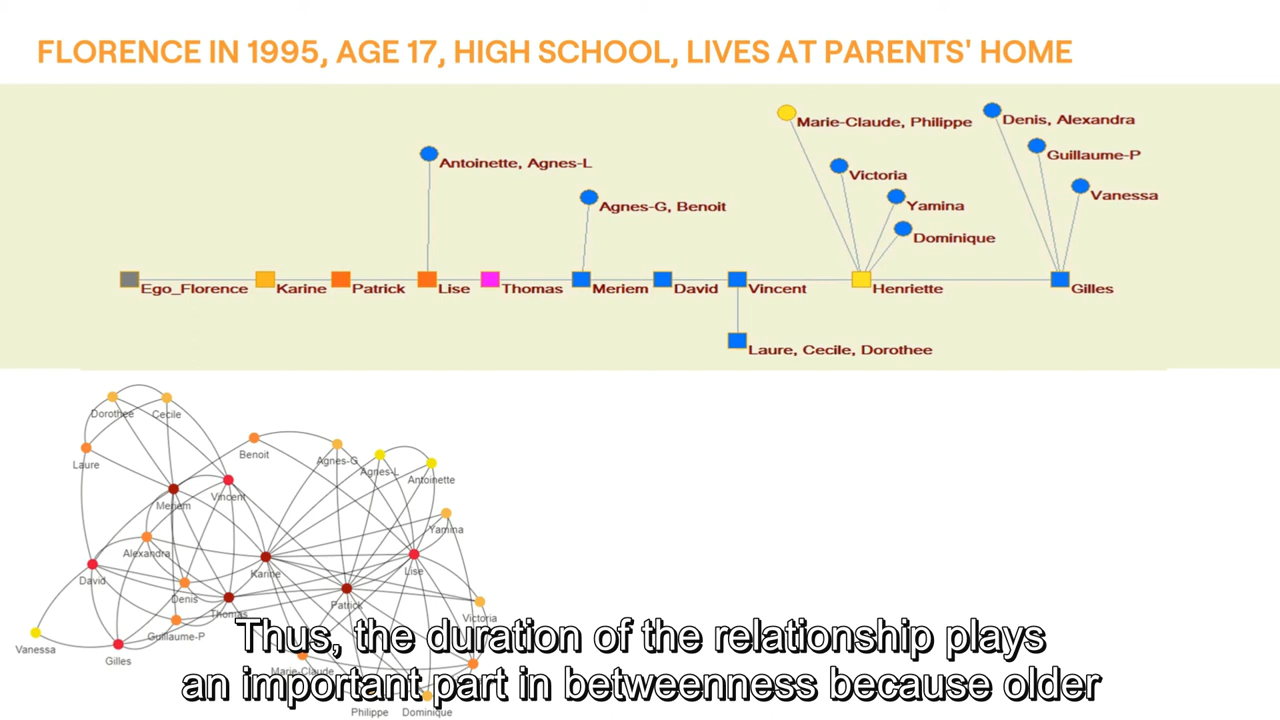 FLORENCE IN 1995, AGE 17, HIGH SCHOOL, LIVES AT PARENTS' HOME
Marie-Claude, Philippe
Denis, Alexandra
Guillaume-P
Antoinette, Agnes-L
Victoria
Vanessa
Agnes-G, Benoit
Yamina
Dominique
Ego_Florence
Karine
Patrick
Lise
Thomas
Meriem
David
Vincent
Henriette
Gilles
Laure, Cecile, Dorothee
Dorothee
Cecile
Benoit
Agnes-G
Laure
Agnes-L
Antoinette
Vincent
Meriem
Yamina
Alexandra
Karine
Lise
David
Denis
Patrick
Thomas
Victoria
Guillaume-P
Vanessa
Gilles
Marie-Claude
Philippe
Dominique
Thus, the duration of the relationship plays
an important part in betweenness because older